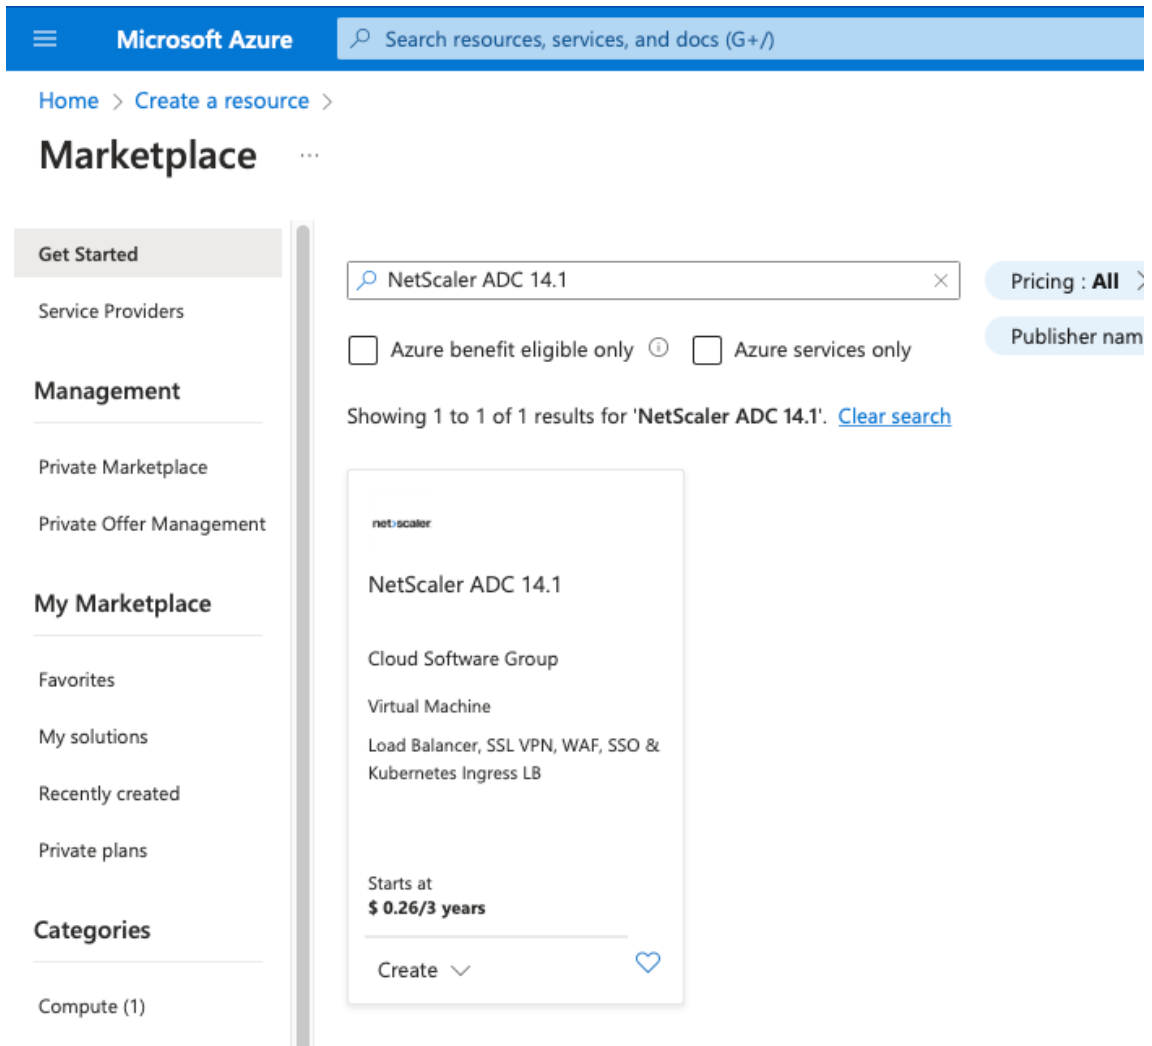 Microsoft Azure
Search resources, services, and docs (G+/)
Home > Create a resource >
Marketplace ...
Get Started
Service Providers
Management
Private Marketplace
Private Offer Management
My Marketplace
Favorites
My solutions
Recently created
Private plans
Categories
Compute (1)
NetScaler ADC 14.1
Pricing : All
Publisher nam
Azure benefit eligible only
Azure services only
Showing 1 to 1 of 1 results for 'NetScaler ADC 14.1'. Clear search
net>scaler
NetScaler ADC 14.1
Cloud Software Group
Virtual Machine
Load Balancer, SSL VPN, WAF, SSO &
Kubernetes Ingress LB
Starts at
$ 0.26/3 years
Create